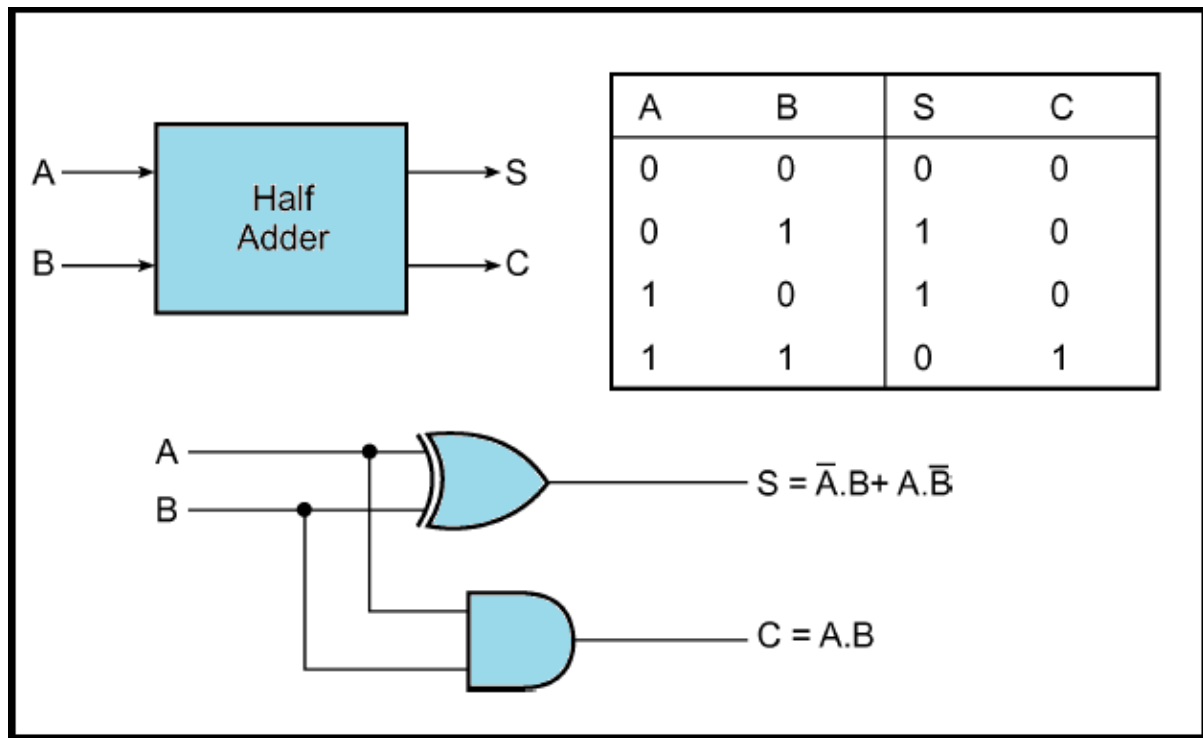 A
B
Half
Adder
S
C
A B S C
0 0 0 0
0 1 1 0
1 0 1 0
1 1 0 1
A
B
S = A̅.B+ A.B̅
C = A.B